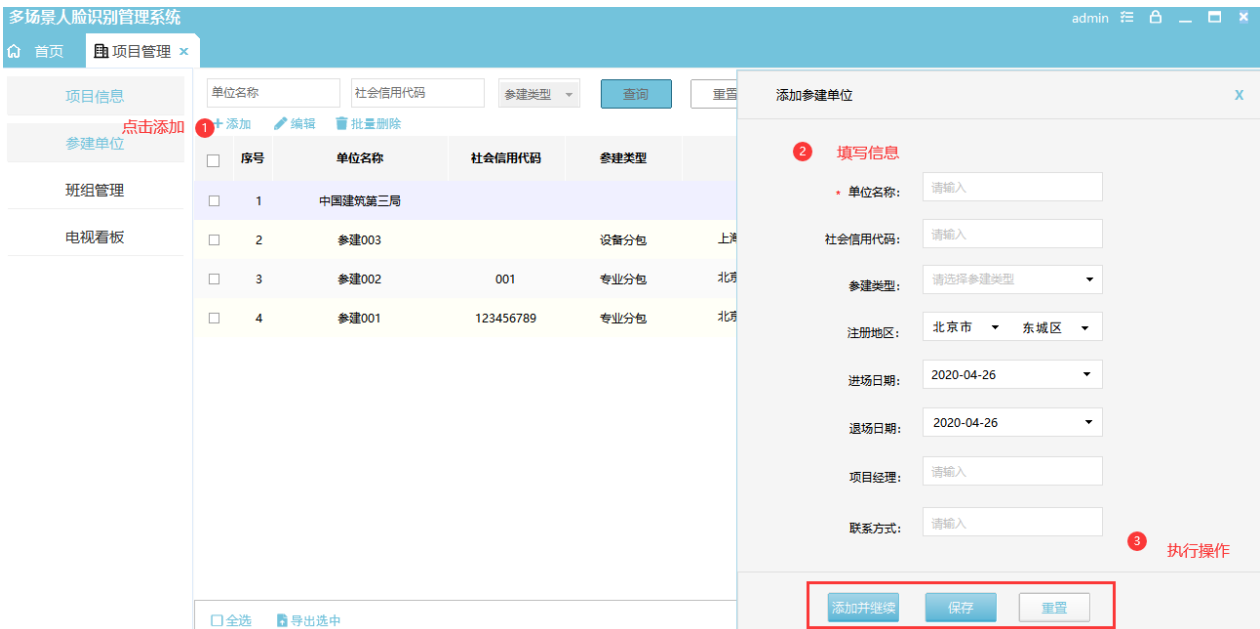 多场景人脸识别管理系统 admin
首页 项目管理 ×
项目信息
参建单位
班组管理
电视看板
单位名称 社会信用代码 参建类型 查询 重置
点击添加 1 + 添加 编辑 批量删除
序号 单位名称 社会信用代码 参建类型
1 中国建筑第三局
2 参建003 设备分包 上海
3 参建002 001 专业分包 北京
4 参建001 123456789 专业分包 北京
全选 导出选中
添加参建单位 X
2 填写信息
* 单位名称: 请输入
社会信用代码: 请输入
参建类型: 请选择参建类型
注册地区: 北京市 东城区
进场日期: 2020-04-26
退场日期: 2020-04-26
项目经理: 请输入
联系方式: 请输入
3 执行操作
添加并继续 保存 重置